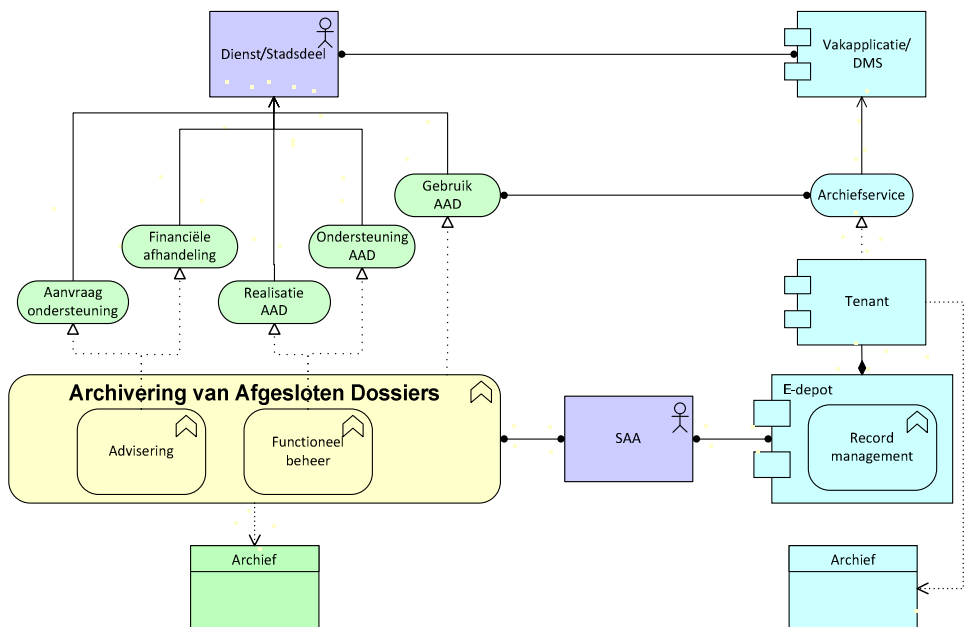 Dienst/Stadsdeel
Vakapplicatie/
DMS
Gebruik
AAD
Archiefservice
Financiële
afhandeling
Ondersteuning
AAD
Aanvraag
ondersteuning
Realisatie
AAD
Tenant
Archivering van Afgesloten Dossiers
Advisering
Functioneel
beheer
SAA
E-depot
Record
management
Archief
Archief